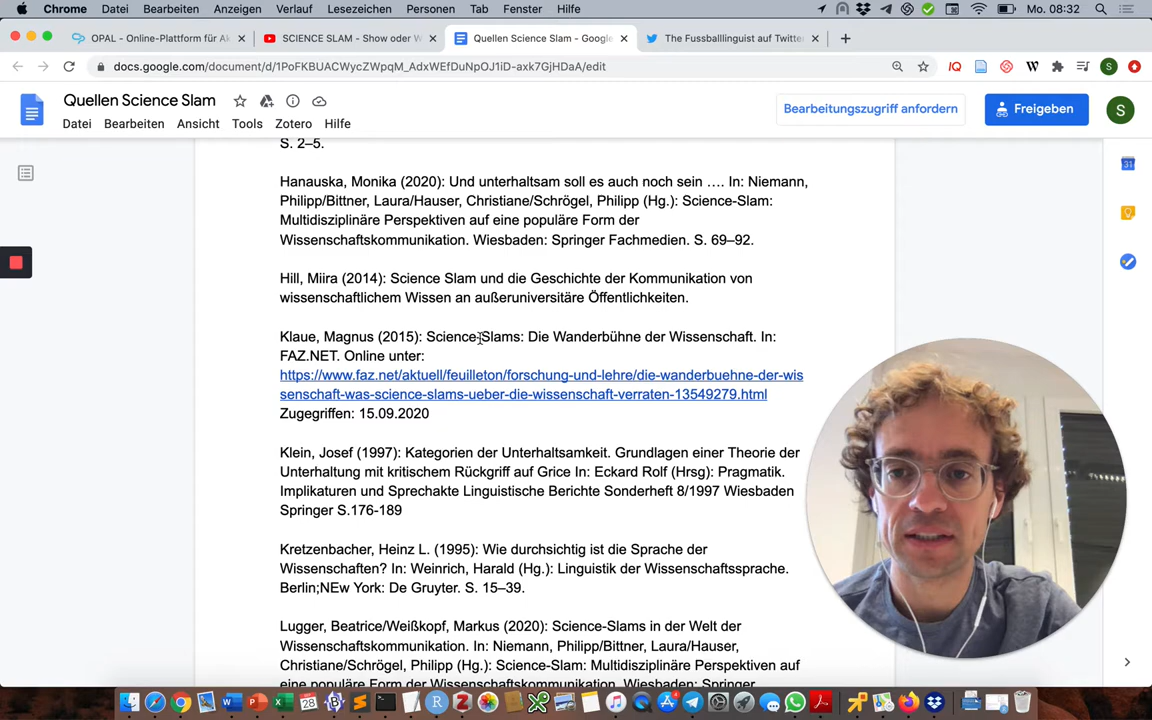 Chrome Datei Bearbeiten Anzeigen Verlauf Lesezeichen Personen Tab Fenster Hilfe Mo. 08:32
OPAL - Online-Plattform für Ak
SCIENCE SLAM - Show oder W
Quellen Science Slam - Google
The Fussballlinguist auf Twitte
docs.google.com/document/d/1PoFKBUACWycZWpqM_AdxWEfDuNpOJ1iD-axk7GjHDaA/edit
Quellen Science Slam
Bearbeitungszugriff anfordern
Freigeben
S
Datei Bearbeiten Ansicht Tools Zotero Hilfe
S. 2–5.
Hanauska, Monika (2020): Und unterhaltsam soll es auch noch sein …. In: Niemann,
Philipp/Bittner, Laura/Hauser, Christiane/Schrögel, Philipp (Hg.): Science-Slam:
Multidisziplinäre Perspektiven auf eine populäre Form der
Wissenschaftskommunikation. Wiesbaden: Springer Fachmedien. S. 69–92.
Hill, Miira (2014): Science Slam und die Geschichte der Kommunikation von
wissenschaftlichem Wissen an außeruniversitäre Öffentlichkeiten.
Klaue, Magnus (2015): Science-Slams: Die Wanderbühne der Wissenschaft. In:
FAZ.NET. Online unter:
https://www.faz.net/aktuell/feuilleton/forschung-und-lehre/die-wanderbuehne-der-wis
senschaft-was-science-slams-ueber-die-wissenschaft-verraten-13549279.html
Zugegriffen: 15.09.2020
Klein, Josef (1997): Kategorien der Unterhaltsamkeit. Grundlagen einer Theorie der
Unterhaltung mit kritischem Rückgriff auf Grice In: Eckard Rolf (Hrsg): Pragmatik.
Implikaturen und Sprechakte Linguistische Berichte Sonderheft 8/1997 Wiesbaden
Springer S.176-189
Kretzenbacher, Heinz L. (1995): Wie durchsichtig ist die Sprache der
Wissenschaften? In: Weinrich, Harald (Hg.): Linguistik der Wissenschaftssprache.
Berlin;NEw York: De Gruyter. S. 15–39.
Lugger, Beatrice/Weißkopf, Markus (2020): Science-Slams in der Welt der
Wissenschaftskommunikation. In: Niemann, Philipp/Bittner, Laura/Hauser,
Christiane/Schrögel, Philipp (Hg.): Science-Slam: Multidisziplinäre Perspektiven auf
eine populäre Form der Wissenschaftskommunikation. Wiesbaden: Springer